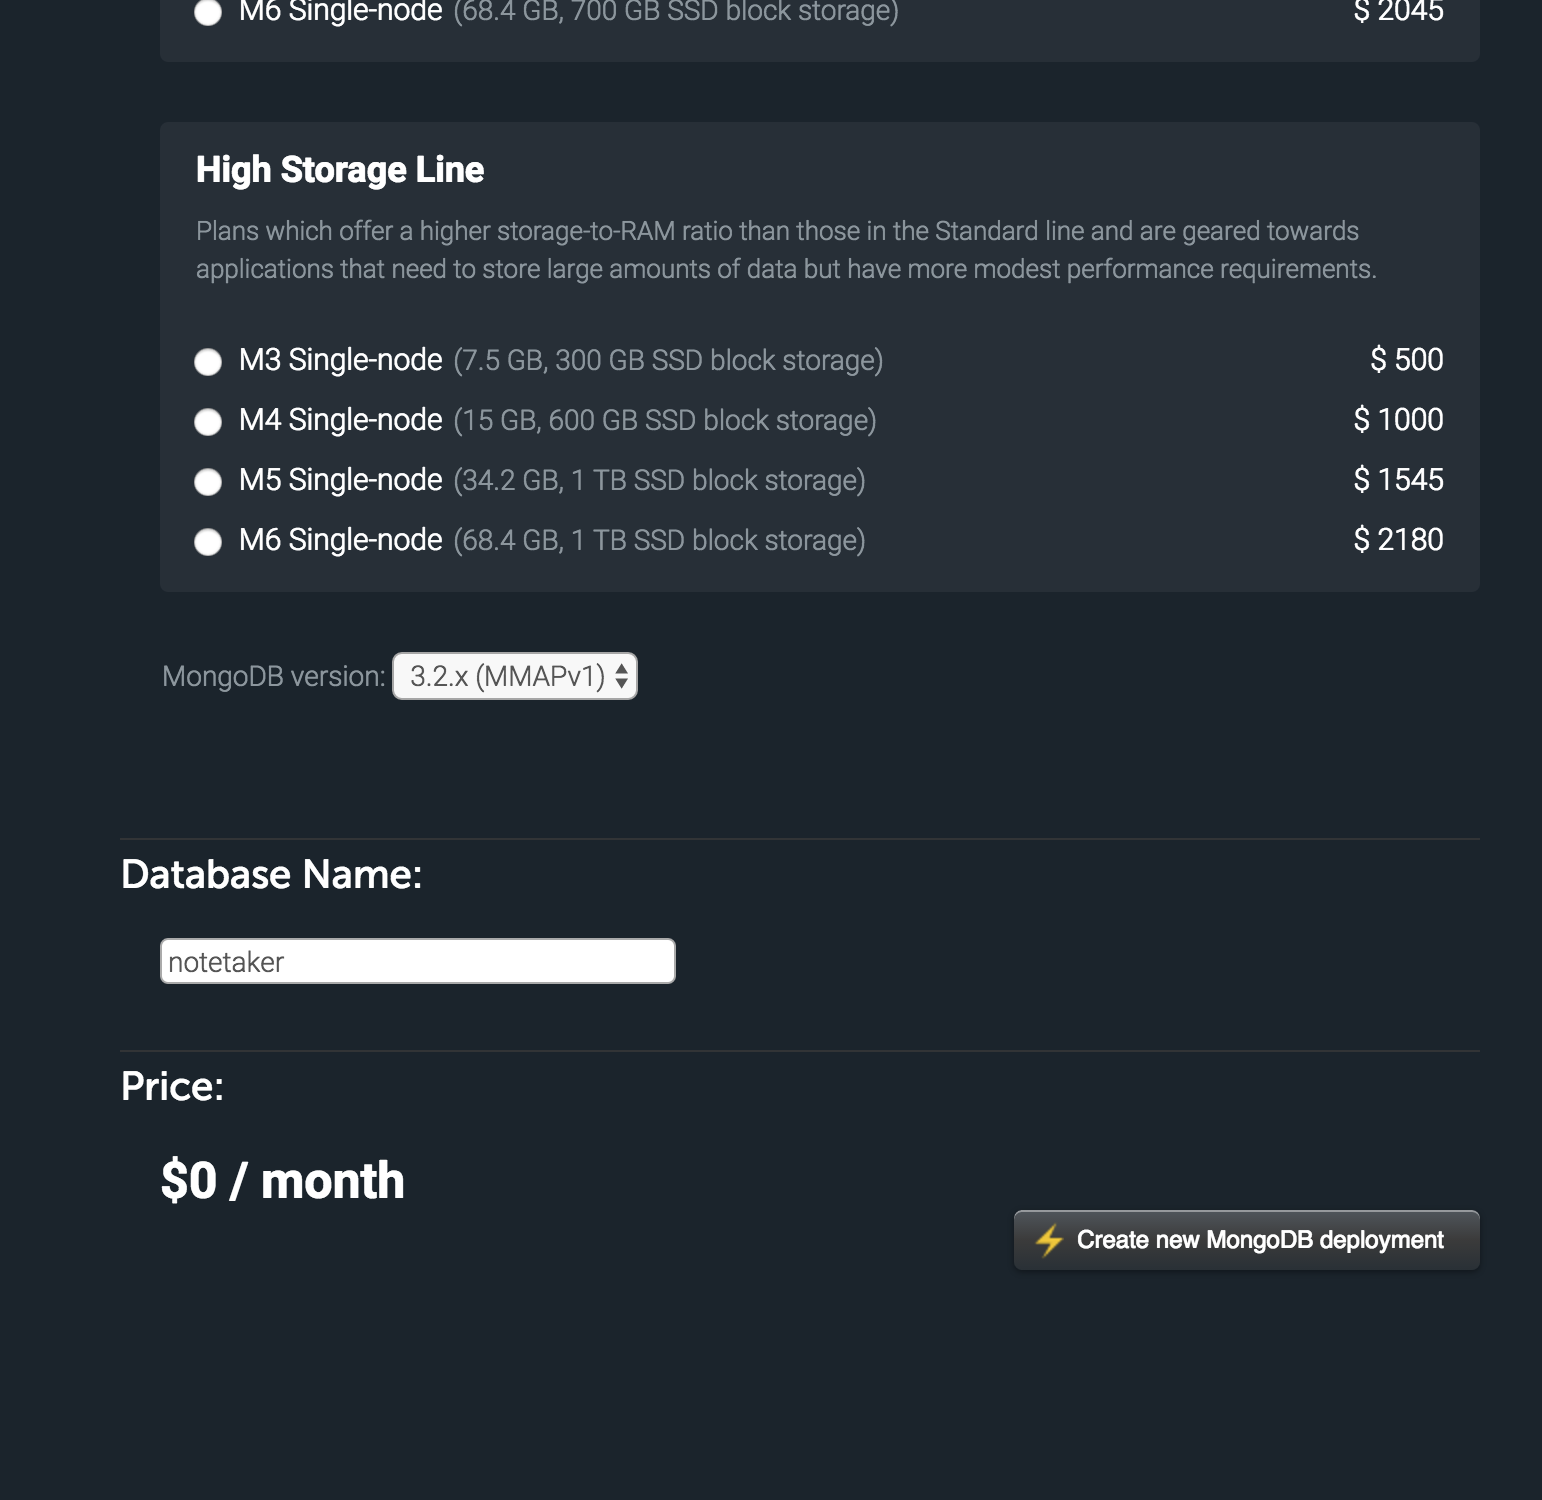 M6 Single-node (68.4 GB, 700 GB SSD block storage) $ 2045
High Storage Line
Plans which offer a higher storage-to-RAM ratio than those in the Standard line and are geared towards
applications that need to store large amounts of data but have more modest performance requirements.
M3 Single-node (7.5 GB, 300 GB SSD block storage) $ 500
M4 Single-node (15 GB, 600 GB SSD block storage) $ 1000
M5 Single-node (34.2 GB, 1 TB SSD block storage) $ 1545
M6 Single-node (68.4 GB, 1 TB SSD block storage) $ 2180
MongoDB version: 3.2.x (MMAPv1)
Database Name:
notetaker
Price:
$0 / month
Create new MongoDB deployment